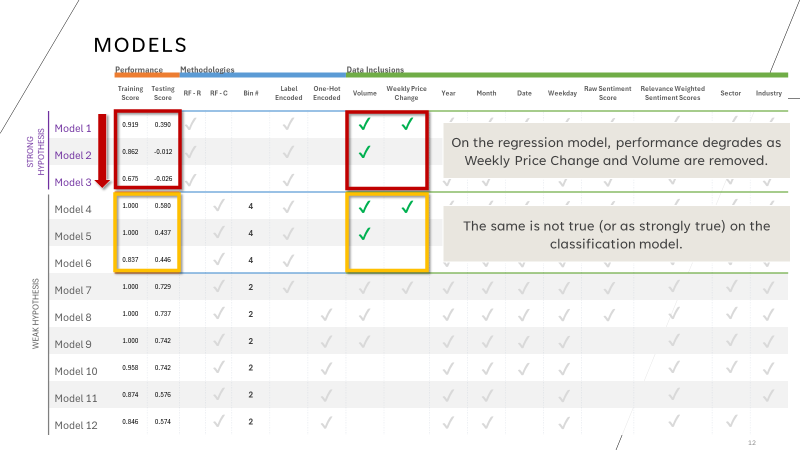 MODELS
Performance Methodologies Data Inclusions
Training Score Testing Score RF - R RF - C Bin # Label Encoded One-Hot Encoded Volume Weekly Price Change Year Month Date Weekday Raw Sentiment Score Relevance Weighted Sentiment Scores Sector Industry
STRONG HYPOTHESIS
Model 1 0.919 0.390 ✓ ✓ ✓ ✓
On the regression model, performance degrades as
Weekly Price Change and Volume are removed.
Model 2 0.862 -0.012 ✓ ✓ ✓
Model 3 0.675 -0.026 ✓ ✓
Model 4 1.000 0.580 ✓ 4 ✓ ✓ ✓
The same is not true (or as strongly true) on the
classification model.
Model 5 1.000 0.437 ✓ 4 ✓ ✓
Model 6 0.837 0.446 ✓ 4 ✓
WEAK HYPOTHESIS
Model 7 1.000 0.729 ✓ 2 ✓ ✓ ✓ ✓ ✓ ✓ ✓ ✓ ✓ ✓ ✓
Model 8 1.000 0.737 ✓ 2 ✓ ✓ ✓ ✓ ✓ ✓ ✓ ✓ ✓ ✓
Model 9 1.000 0.742 ✓ 2 ✓ ✓ ✓ ✓ ✓ ✓ ✓ ✓ ✓
Model 10 0.958 0.742 ✓ 2 ✓ ✓ ✓ ✓ ✓ ✓ ✓ ✓
Model 11 0.874 0.576 ✓ 2 ✓ ✓ ✓ ✓ ✓ ✓
Model 12 0.846 0.574 ✓ 2 ✓ ✓ ✓ ✓ ✓ ✓
12